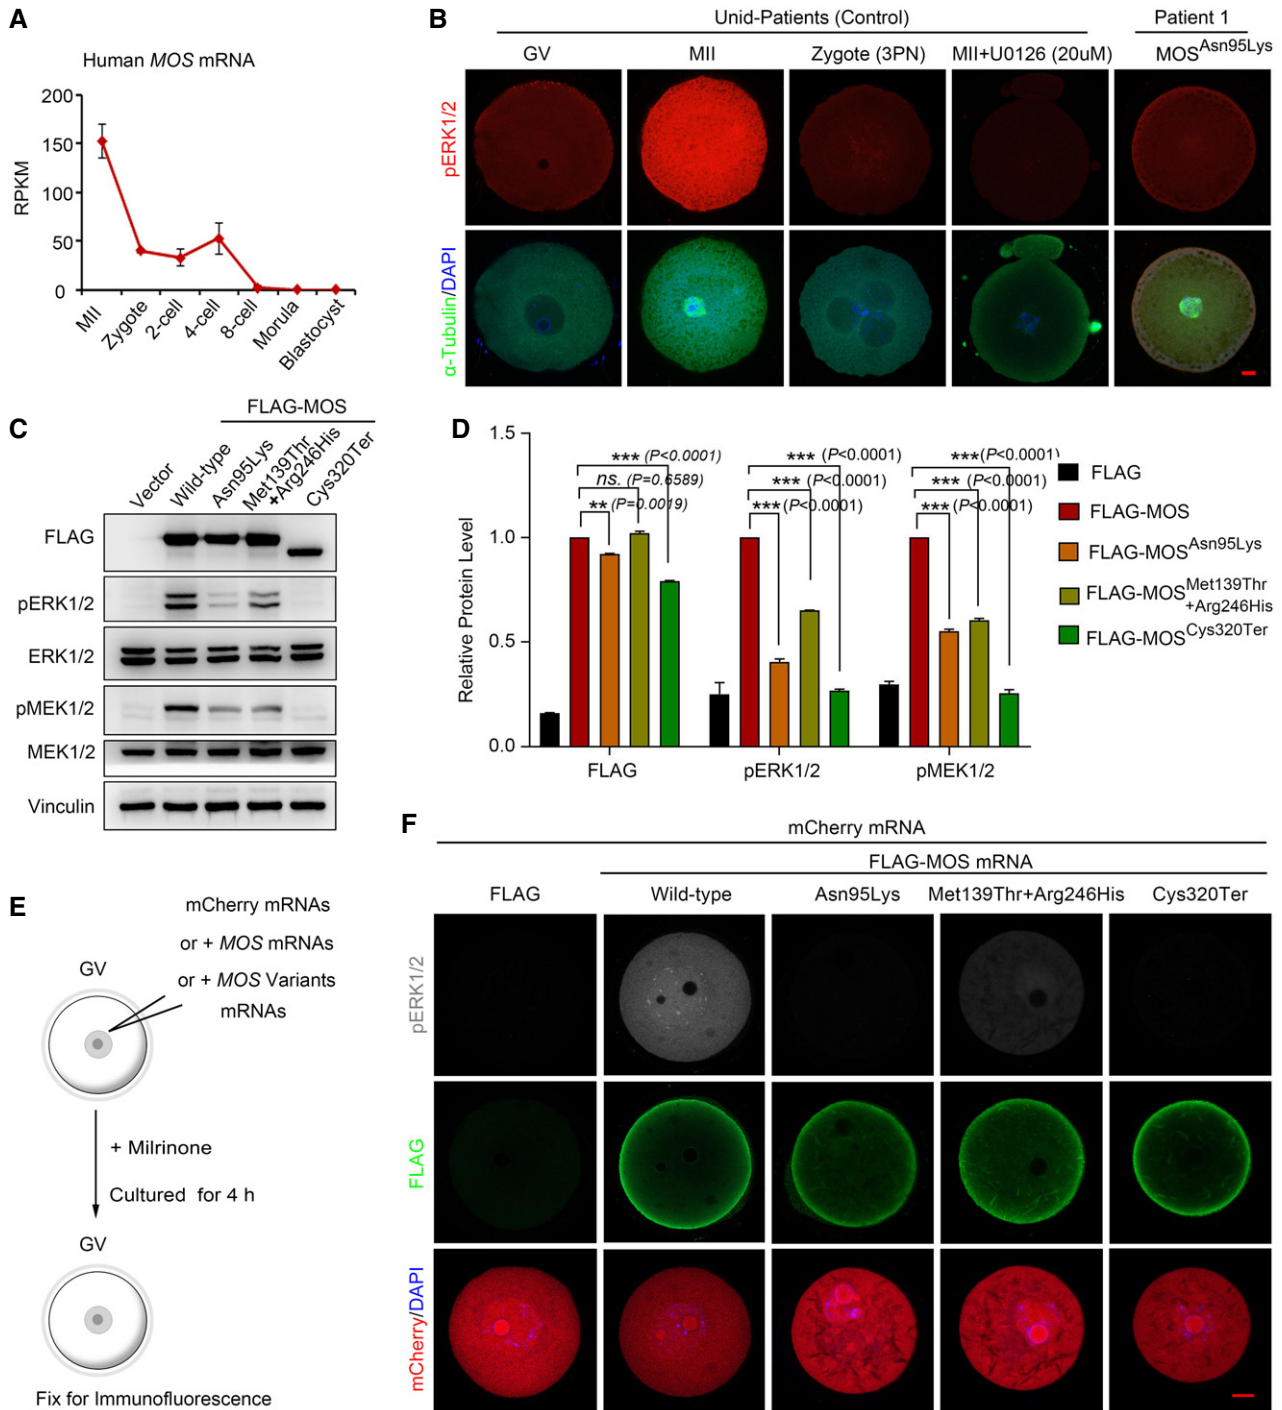 A
Human MOS mRNA
RPKM
200
150
100
50
0
MII
Zygote
2-cell
4-cell
8-cell
Morula
Blastocyst
B
Unid-Patients (Control)
Patient 1
GV
MII
Zygote (3PN)
MII+U0126 (20uM)
MOSAsn95Lys
pERK1/2
α-Tubulin/DAPI
C
FLAG-MOS
Vector
Wild-type
Asn95Lys
Met139Thr
+Arg246His
Cys320Ter
FLAG
pERK1/2
ERK1/2
pMEK1/2
MEK1/2
Vinculin
D
Relative Protein Level
1.5
1.0
0.5
0.0
*** (P<0.0001)
ns. (P=0.6589)
** (P=0.0019)
*** (P<0.0001)
*** (P<0.0001)
*** (P<0.0001)
***(P<0.0001)
*** (P<0.0001)
*** (P<0.0001)
FLAG
pERK1/2
pMEK1/2
FLAG
FLAG-MOS
FLAG-MOSAsn95Lys
FLAG-MOSMet139Thr
+Arg246His
FLAG-MOSCys320Ter
E
mCherry mRNAs
or + MOS mRNAs
or + MOS Variants
mRNAs
GV
+ Milrinone
Cultured for 4 h
GV
Fix for Immunofluorescence
F
mCherry mRNA
FLAG-MOS mRNA
FLAG
Wild-type
Asn95Lys
Met139Thr+Arg246His
Cys320Ter
pERK1/2
FLAG
mCherry/DAPI